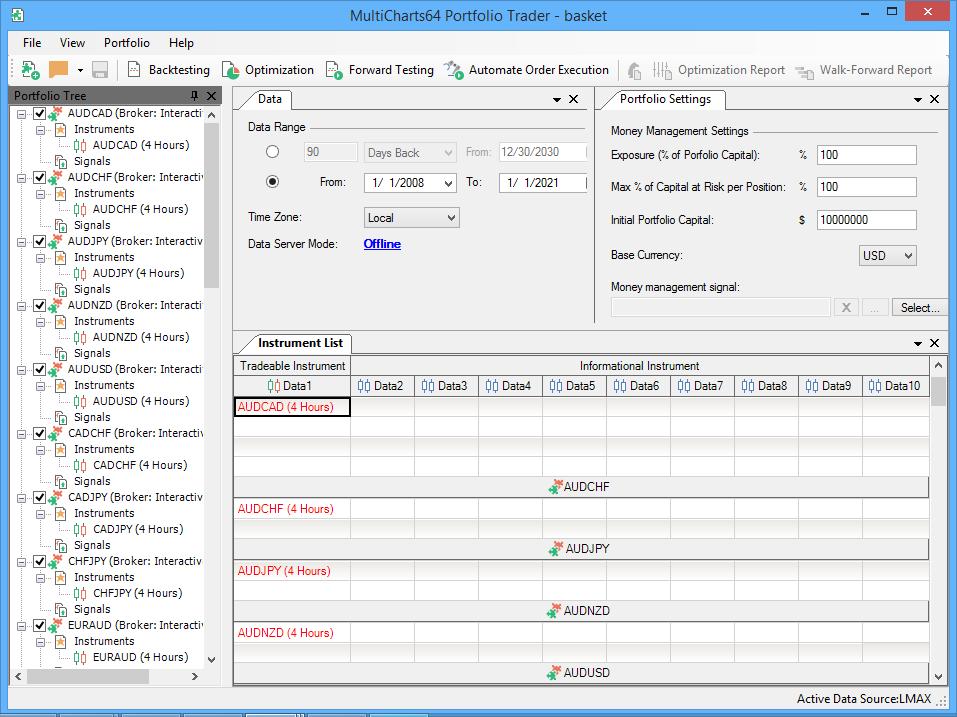 MultiCharts64 Portfolio Trader - basket
File View Portfolio Help
Backtesting Optimization Forward Testing Automate Order Execution Optimization Report Walk-Forward Report
Portfolio Tree
AUDCAD (Broker: Interacti
Instruments
AUDCAD (4 Hours)
Signals
AUDCHF (Broker: Interacti
Instruments
AUDCHF (4 Hours)
Signals
AUDJPY (Broker: Interactiv
Instruments
AUDJPY (4 Hours)
Signals
AUDNZD (Broker: Interacti
Instruments
AUDNZD (4 Hours)
Signals
AUDUSD (Broker: Interacti
Instruments
AUDUSD (4 Hours)
Signals
CADCHF (Broker: Interacti
Instruments
CADCHF (4 Hours)
Signals
CADJPY (Broker: Interactiv
Instruments
CADJPY (4 Hours)
Signals
CHFJPY (Broker: Interactiv
Instruments
CHFJPY (4 Hours)
Signals
EURAUD (Broker: Interacti
Instruments
EURAUD (4 Hours)
Data
Data Range
90 Days Back From: 12/30/2030
From: 1/ 1/2008 To: 1/ 1/2021
Time Zone: Local
Data Server Mode: Offline
Portfolio Settings
Money Management Settings
Exposure (% of Porfolio Capital): % 100
Max % of Capital at Risk per Position: % 100
Initial Portfolio Capital: $ 10000000
Base Currency: USD
Money management signal:
X ... Select...
Instrument List
Tradeable Instrument Informational Instrument
Data1 Data2 Data3 Data4 Data5 Data6 Data7 Data8 Data9 Data10
AUDCAD (4 Hours)
AUDCHF
AUDCHF (4 Hours)
AUDJPY
AUDJPY (4 Hours)
AUDNZD
AUDNZD (4 Hours)
AUDUSD
Active Data Source:LMAX